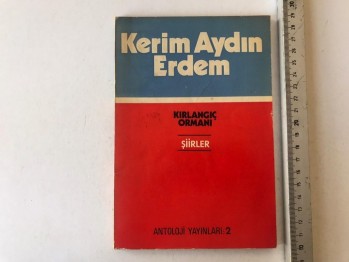 Kerim Aydın
Erdem
KIRLANGIÇ
ORMANI
ŞİİRLER
ANTOLOJİ YAYINLARI: 2